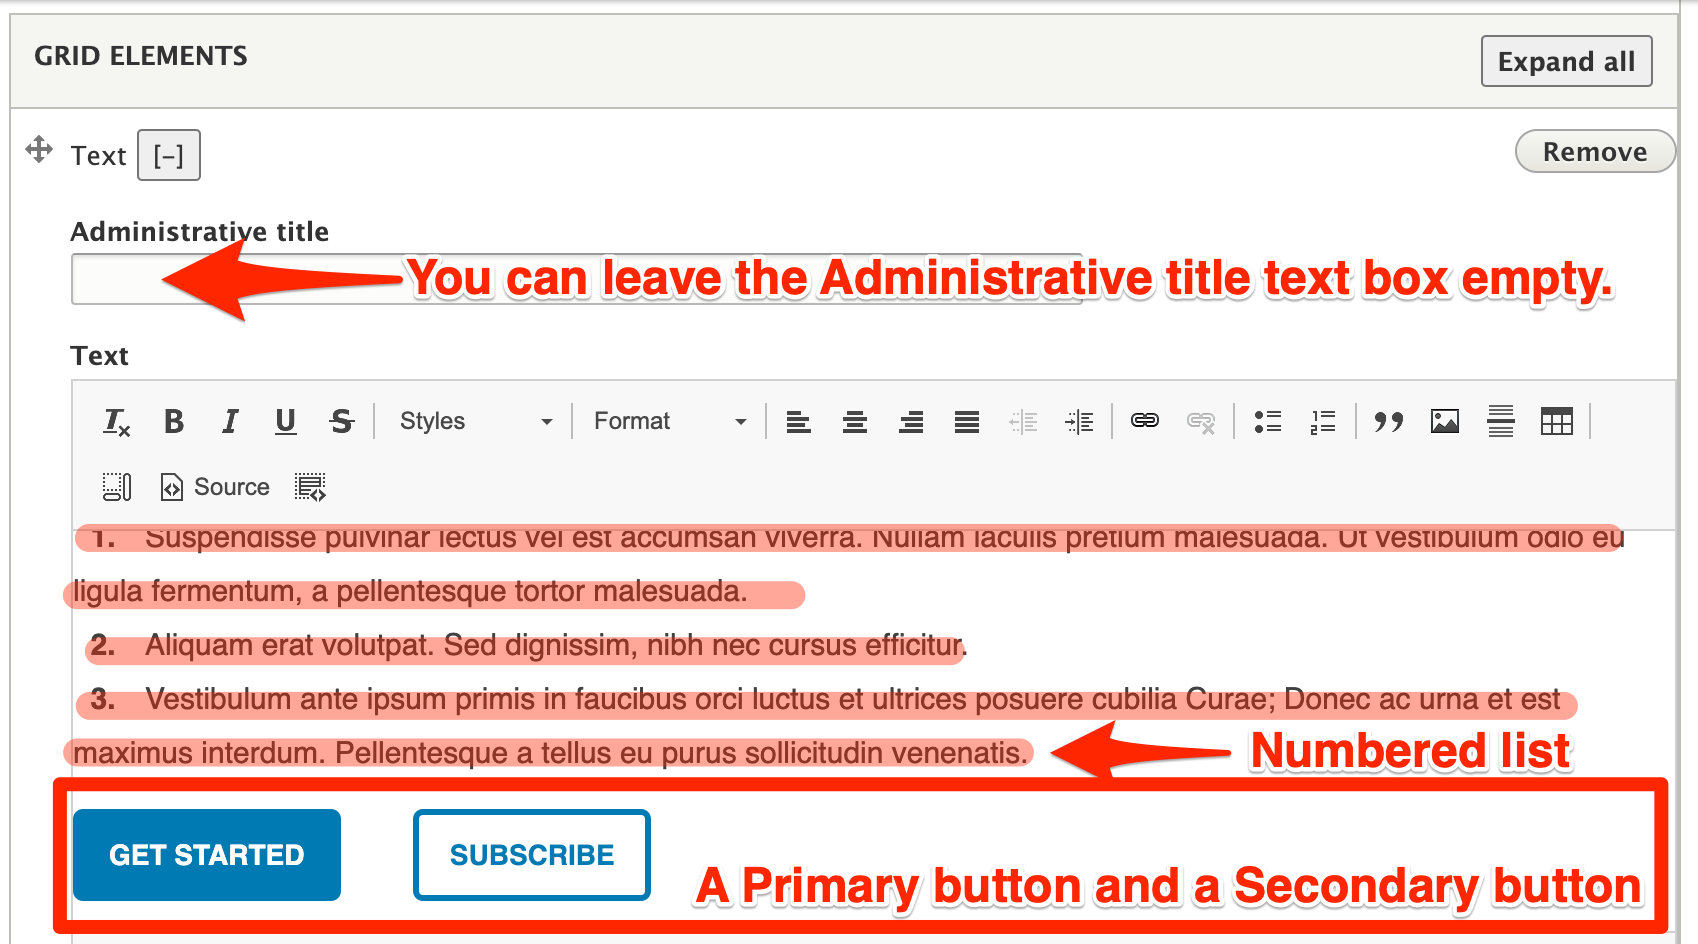 GRID ELEMENTS
Expand all
Text [–]
Remove
Administrative title
You can leave the Administrative title text box empty.
Text
Styles
Format
Source
1. Suspendisse pulvinar lectus vel est accumsan viverra. Nullam iaculis pretium malesuada. Ut vestibulum odio eu
ligula fermentum, a pellentesque tortor malesuada.
2. Aliquam erat volutpat. Sed dignissim, nibh nec cursus efficitur.
3. Vestibulum ante ipsum primis in faucibus orci luctus et ultrices posuere cubilia Curae; Donec ac urna et est
maximus interdum. Pellentesque a tellus eu purus sollicitudin venenatis.
Numbered list
GET STARTED
SUBSCRIBE
A Primary button and a Secondary button